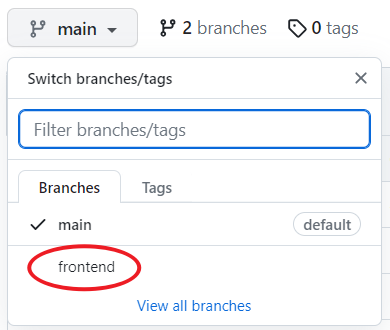 main 2 branches 0 tags
Switch branches/tags
Filter branches/tags
Branches Tags
main default
frontend
View all branches